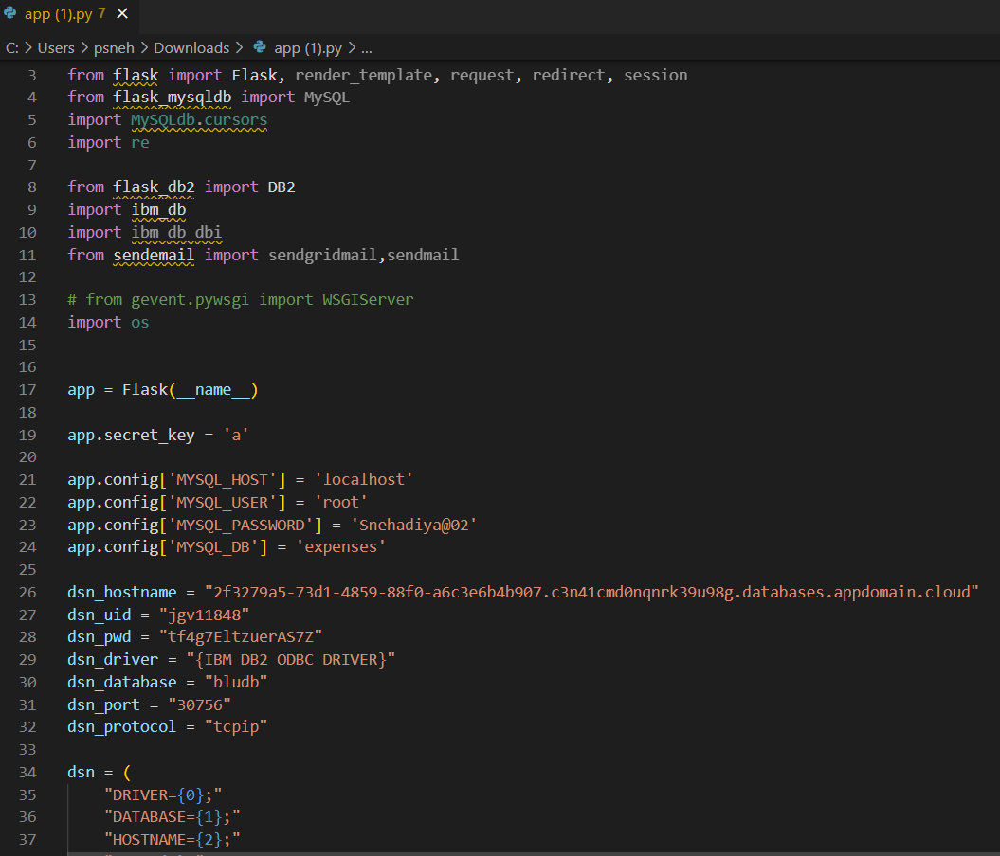 app (1).py 7 ✕
C: > Users > psneh > Downloads > app (1).py > ...
3 from flask import Flask, render_template, request, redirect, session
4 from flask_mysqldb import MySQL
5 import MySQLdb.cursors
6 import re
7
8 from flask_db2 import DB2
9 import ibm_db
10 import ibm_db_dbi
11 from sendemail import sendgridmail,sendmail
12
13 # from gevent.pywsgi import WSGIServer
14 import os
15
16
17 app = Flask(__name__)
18
19 app.secret_key = 'a'
20
21 app.config['MYSQL_HOST'] = 'localhost'
22 app.config['MYSQL_USER'] = 'root'
23 app.config['MYSQL_PASSWORD'] = 'Snehadiya@02'
24 app.config['MYSQL_DB'] = 'expenses'
25
26 dsn_hostname = "2f3279a5-73d1-4859-88f0-a6c3e6b4b907.c3n41cmd0nqnrk39u98g.databases.appdomain.cloud"
27 dsn_uid = "jgv11848"
28 dsn_pwd = "tf4g7EltzuerAS7Z"
29 dsn_driver = "{IBM DB2 ODBC DRIVER}"
30 dsn_database = "bludb"
31 dsn_port = "30756"
32 dsn_protocol = "tcpip"
33
34 dsn = (
35     "DRIVER={0};"
36     "DATABASE={1};"
37     "HOSTNAME={2};"